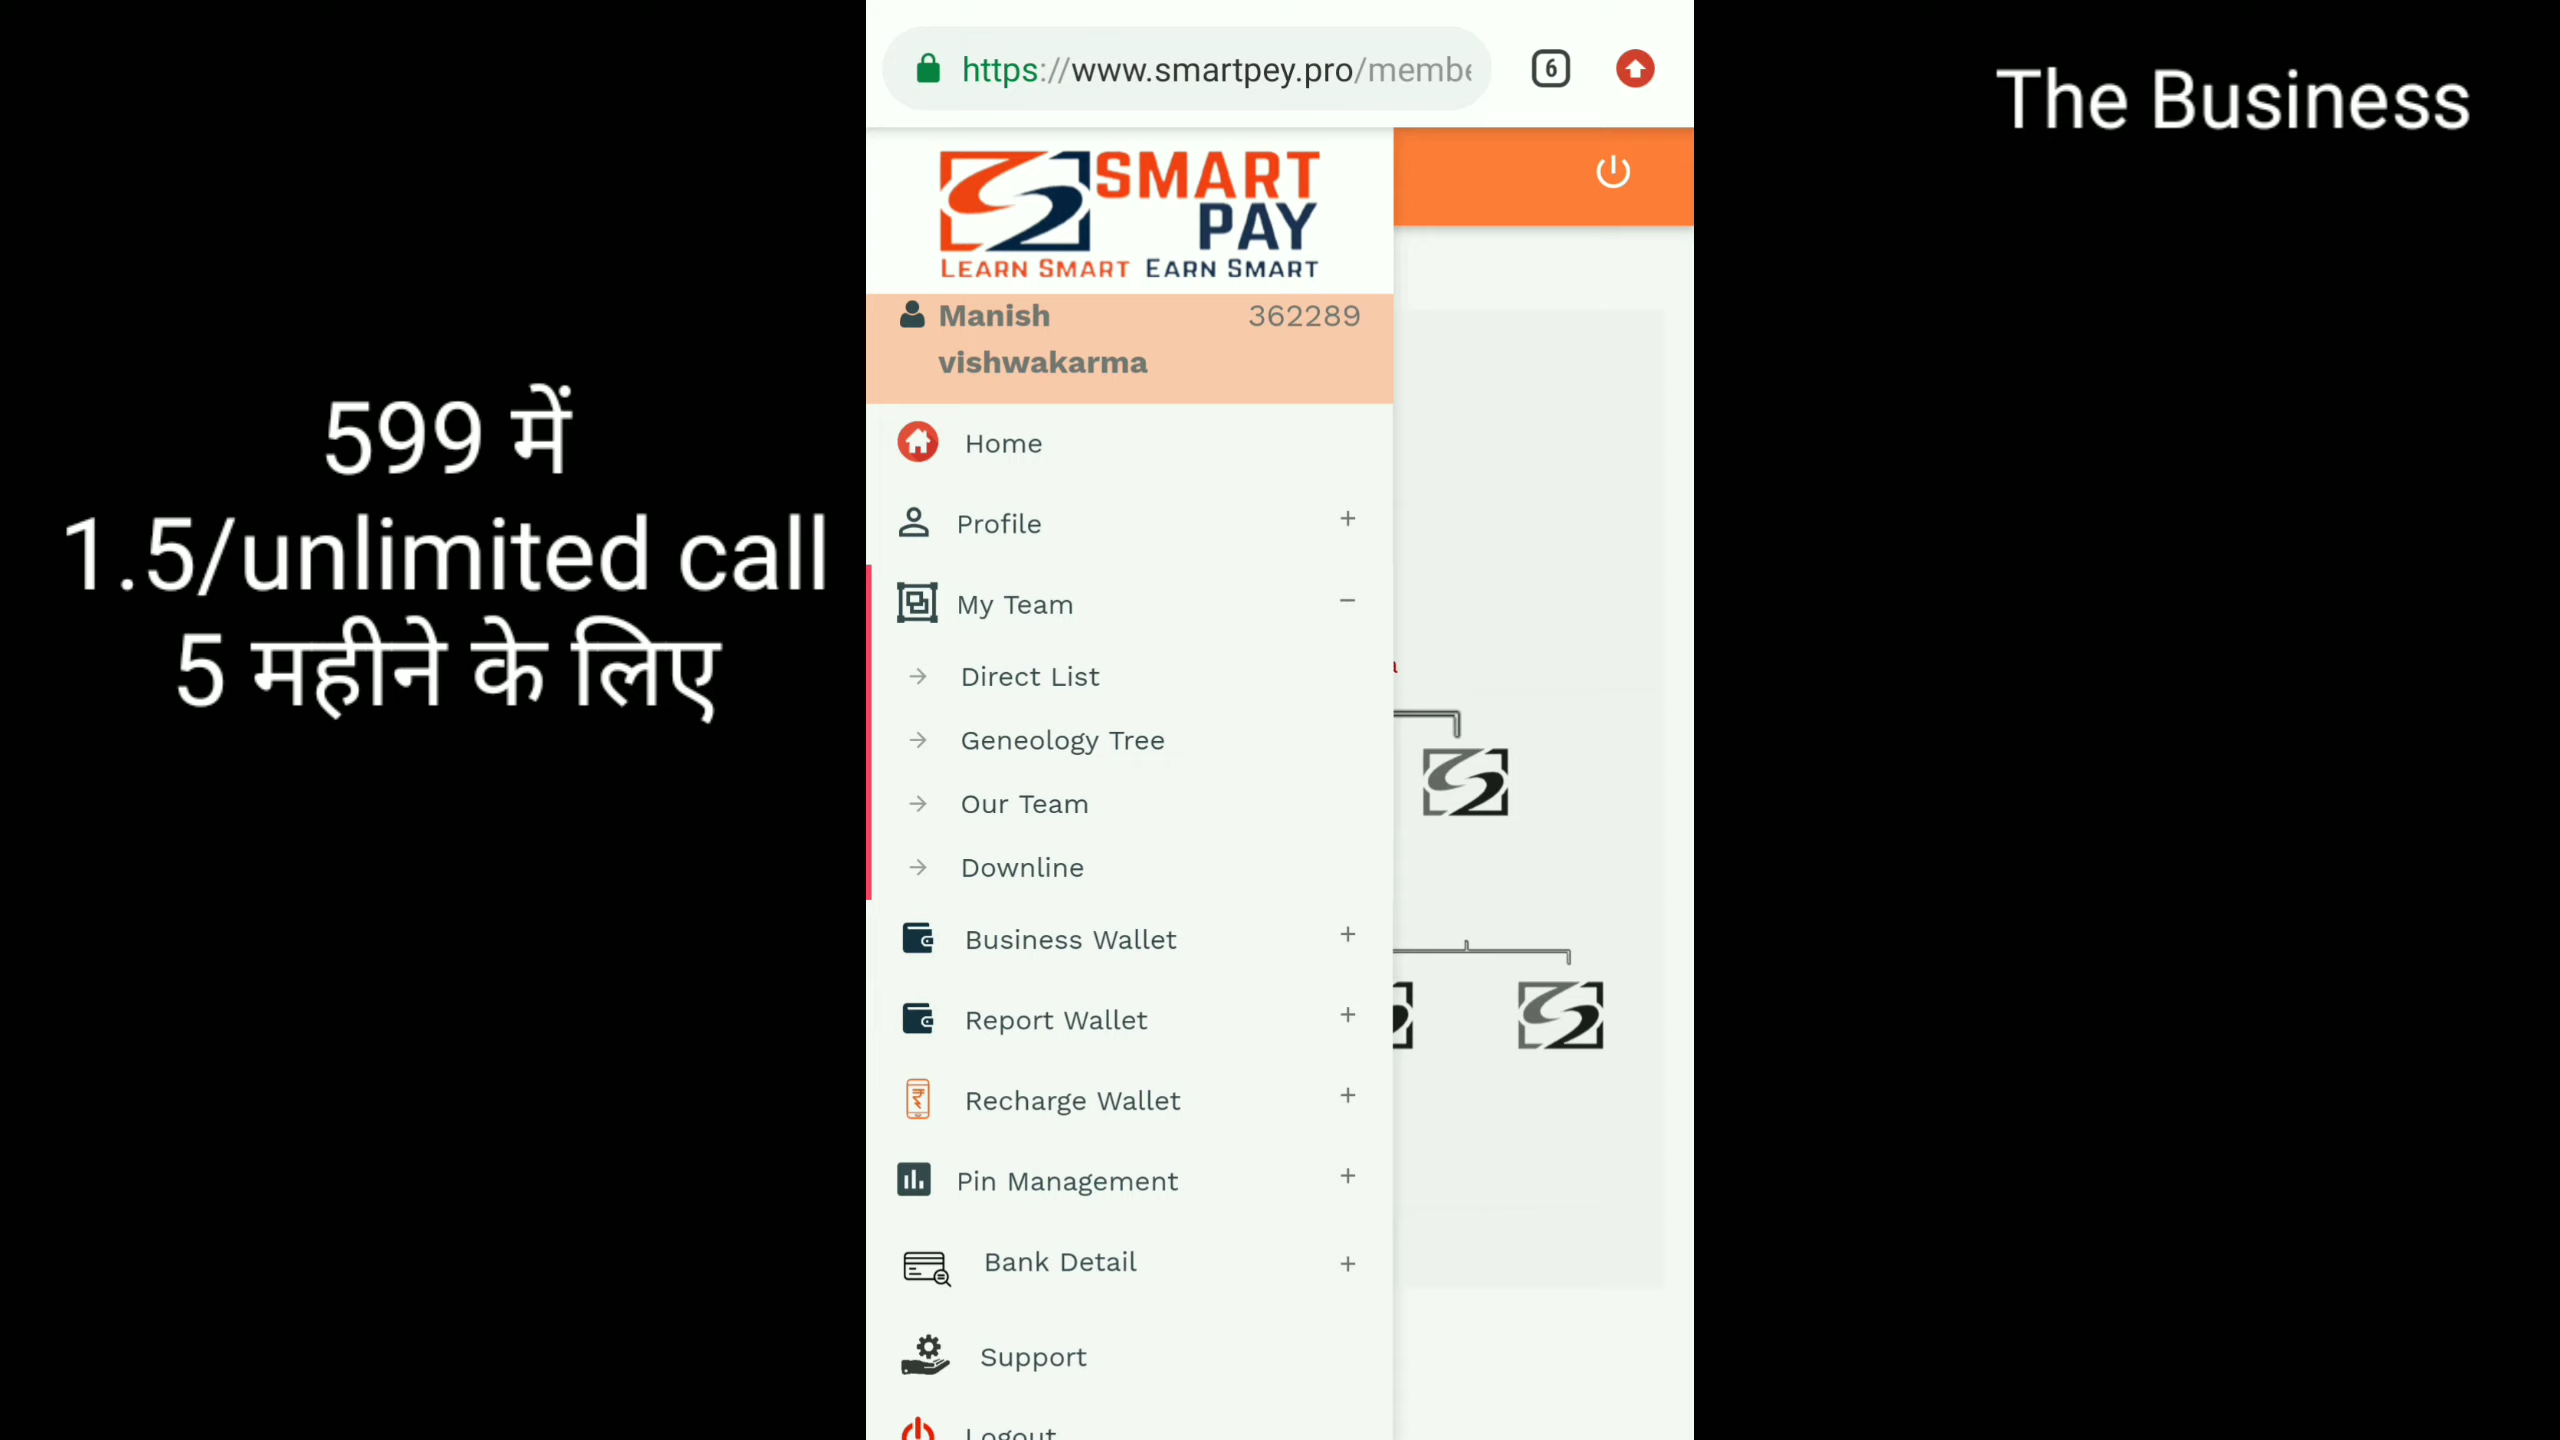 https://www.smartpey.pro/membe
6
The Business
SMART
PAY
LEARN SMART EARN SMART
Manish 362289
vishwakarma
Home
Profile +
My Team −
Direct List
Geneology Tree
Our Team
Downline
Business Wallet +
Report Wallet +
Recharge Wallet +
Pin Management +
Bank Detail +
Support
Logout
599 में
1.5/unlimited call
5 महीने के लिए